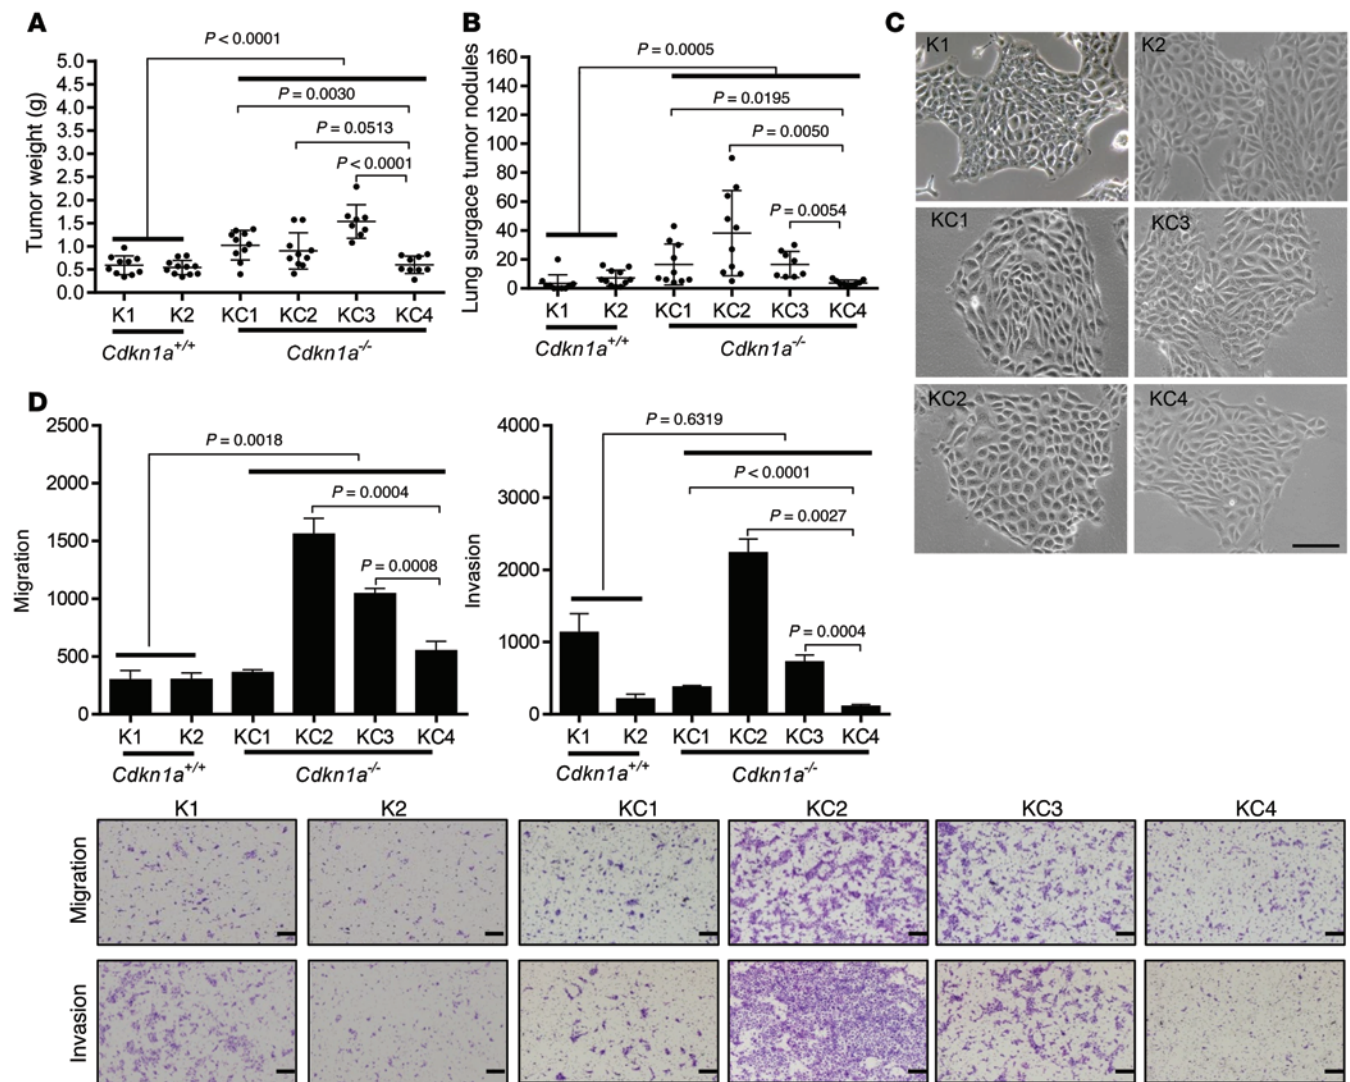 A
P < 0.0001
P = 0.0030
P = 0.0513
P < 0.0001
Tumor weight (g)
5.0
4.5
4.0
3.5
3.0
2.5
2.0
1.5
1.0
0.5
0.0
K1 K2 KC1 KC2 KC3 KC4
Cdkn1a+/+ Cdkn1a-/-
B
P = 0.0005
P = 0.0195
P = 0.0050
P = 0.0054
Lung surgace tumor nodules
160
140
120
100
80
60
40
20
0
K1 K2 KC1 KC2 KC3 KC4
Cdkn1a+/+ Cdkn1a-/-
C
K1 K2
KC1 KC3
KC2 KC4
D
P = 0.0018
P = 0.0004
P = 0.0008
Migration
2500
2000
1500
1000
500
0
K1 K2 KC1 KC2 KC3 KC4
Cdkn1a+/+ Cdkn1a-/-
P = 0.6319
P < 0.0001
P = 0.0027
P = 0.0004
Invasion
4000
3000
2000
1000
0
K1 K2 KC1 KC2 KC3 KC4
Cdkn1a+/+ Cdkn1a-/-
K1 K2 KC1 KC2 KC3 KC4
Migration
Invasion